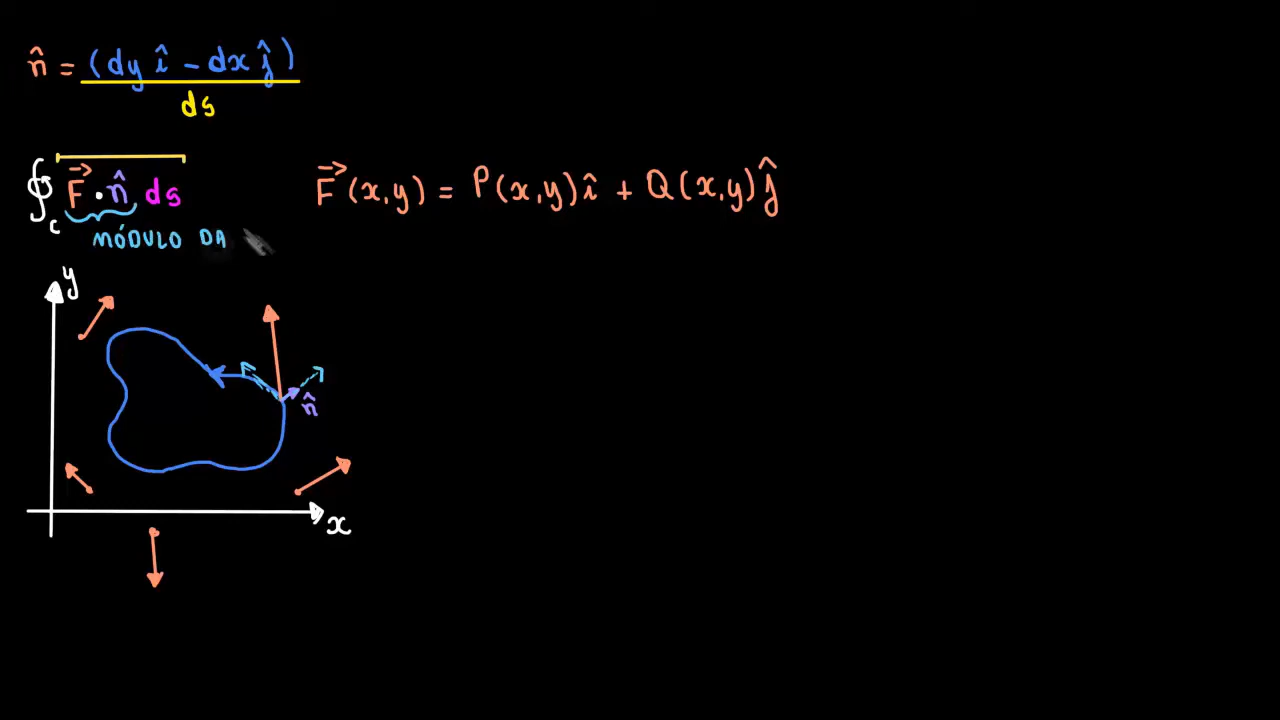 n̂ = (dy î − dx ĵ)
ds
∮c F⃗ · n̂ ds
F⃗ (x,y) = P(x,y) î + Q(x,y) ĵ
MÓDULO DA
y
n̂
x